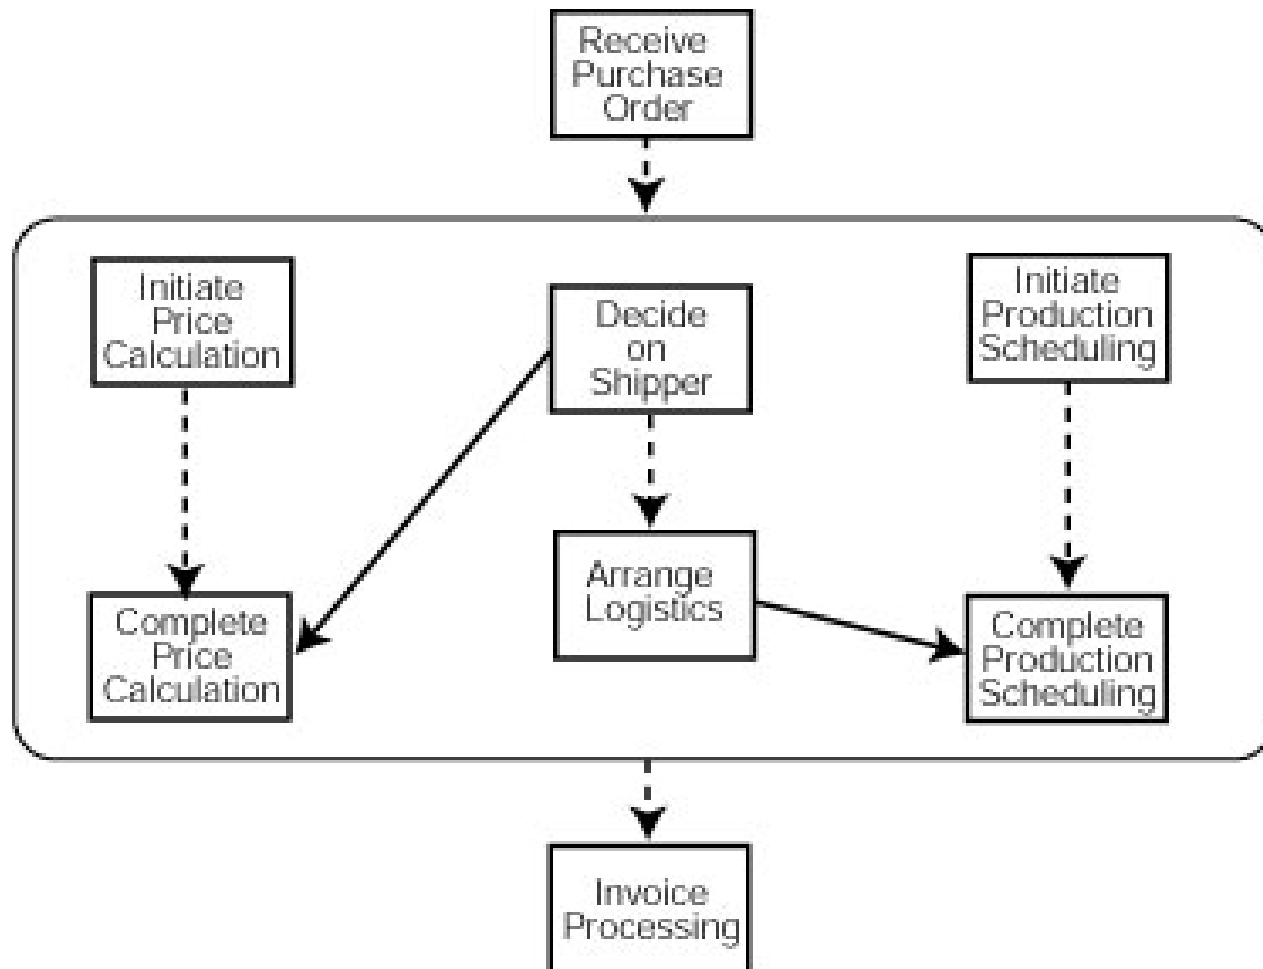 Receive
Purchase
Order
Initiate
Price
Calculation
Decide
on
Shipper
Initiate
Production
Scheduling
Arrange
Logistics
Complete
Price
Calculation
Complete
Production
Scheduling
Invoice
Processing